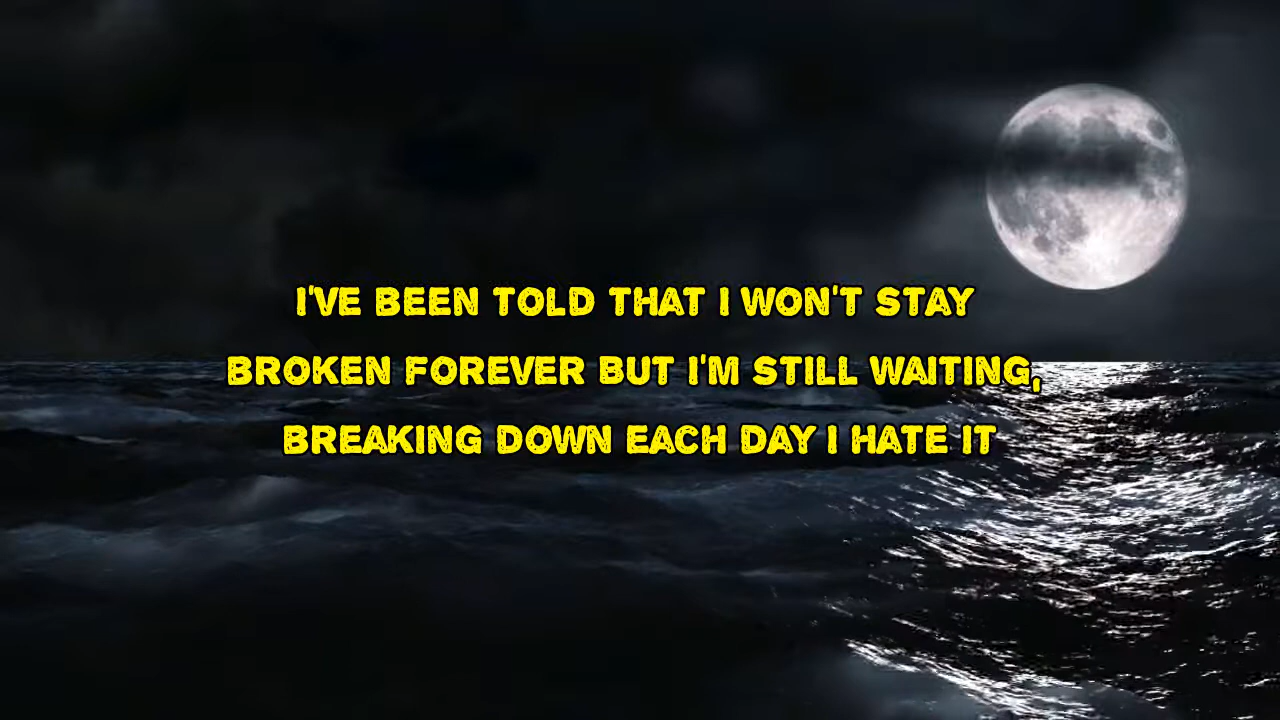 I'VE BEEN TOLD THAT I WON'T STAY
BROKEN FOREVER BUT I'M STILL WAITING,
BREAKING DOWN EACH DAY I HATE IT